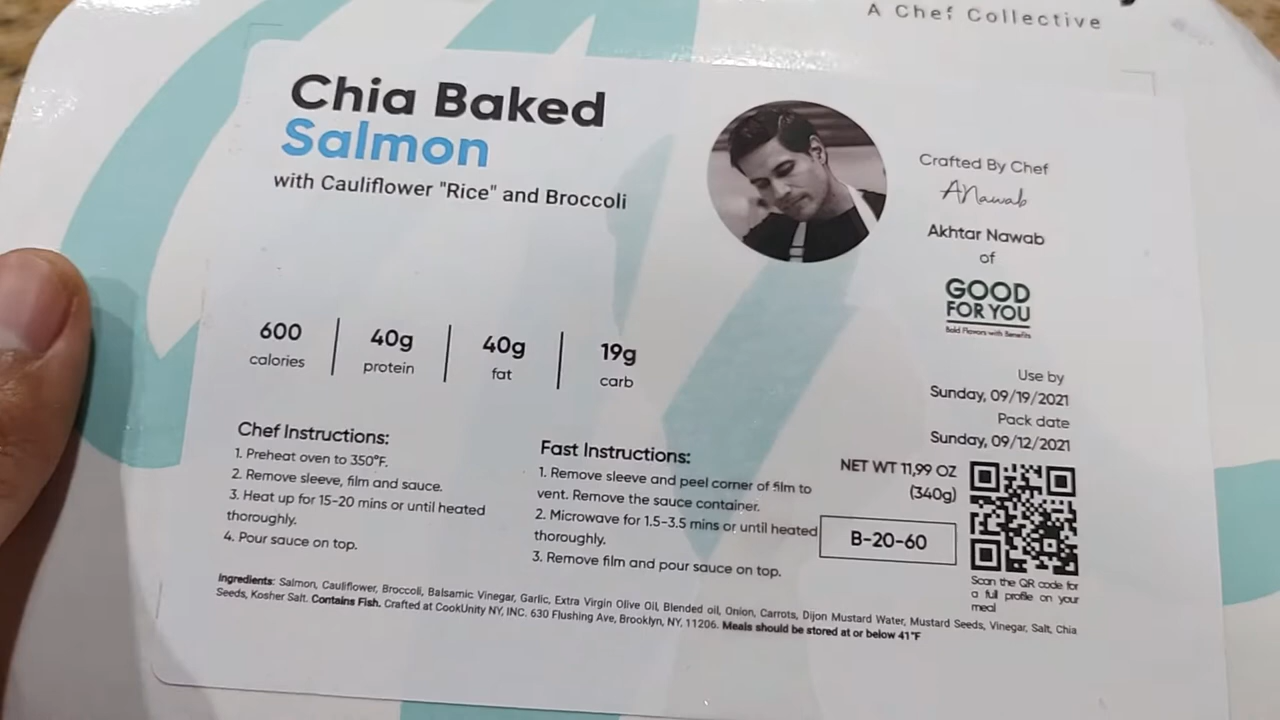 A Chef Collective
Chia Baked
Salmon
with Cauliflower "Rice" and Broccoli
Crafted By Chef
ANawab
Akhtar Nawab
of
GOOD
FOR YOU
Bold Flavors with Benefits
600
calories
40g
protein
40g
fat
19g
carb
Use by
Sunday, 09/19/2021
Pack date
Sunday, 09/12/2021
Chef Instructions:
1. Preheat oven to 350°F.
2. Remove sleeve, film and sauce.
3. Heat up for 15-20 mins or until heated
thoroughly.
4. Pour sauce on top.
Fast Instructions:
1. Remove sleeve and peel corner of film to
vent. Remove the sauce container.
2. Microwave for 1.5-3.5 mins or until heated
thoroughly.
3. Remove film and pour sauce on top.
NET WT 11,99 OZ
(340g)
B-20-60
Scan the QR code for
a full profile on your
meal
Ingredients: Salmon, Cauliflower, Broccoli, Balsamic Vinegar, Garlic, Extra Virgin Olive Oil, Blended oil, Onion, Carrots, Dijon Mustard Water, Mustard Seeds, Vinegar, Salt, Chia
Seeds, Kosher Salt. Contains Fish. Crafted at CookUnity NY, INC. 630 Flushing Ave, Brooklyn, NY, 11206. Meals should be stored at or below 41°F